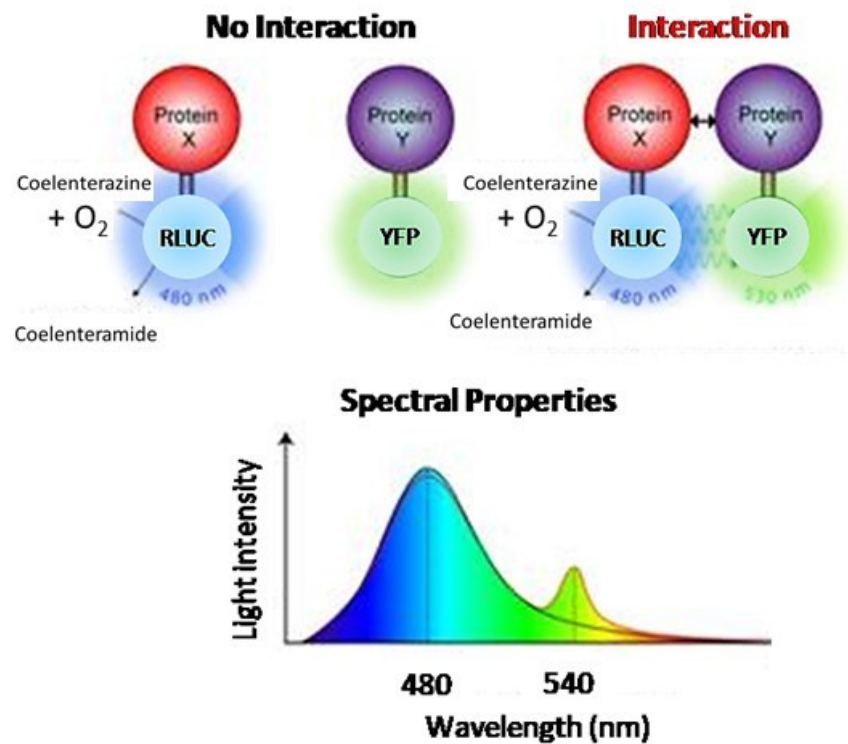 No Interaction
Interaction
Protein
X
Protein
Y
Protein
X
Protein
Y
Coelenterazine
+ O₂
RLUC
480 nm
YFP
Coelenteramide
Coelenterazine
+ O₂
RLUC
480 nm
YFP
530 nm
Coelenteramide
Spectral Properties
Light Intensity
480
540
Wavelength (nm)